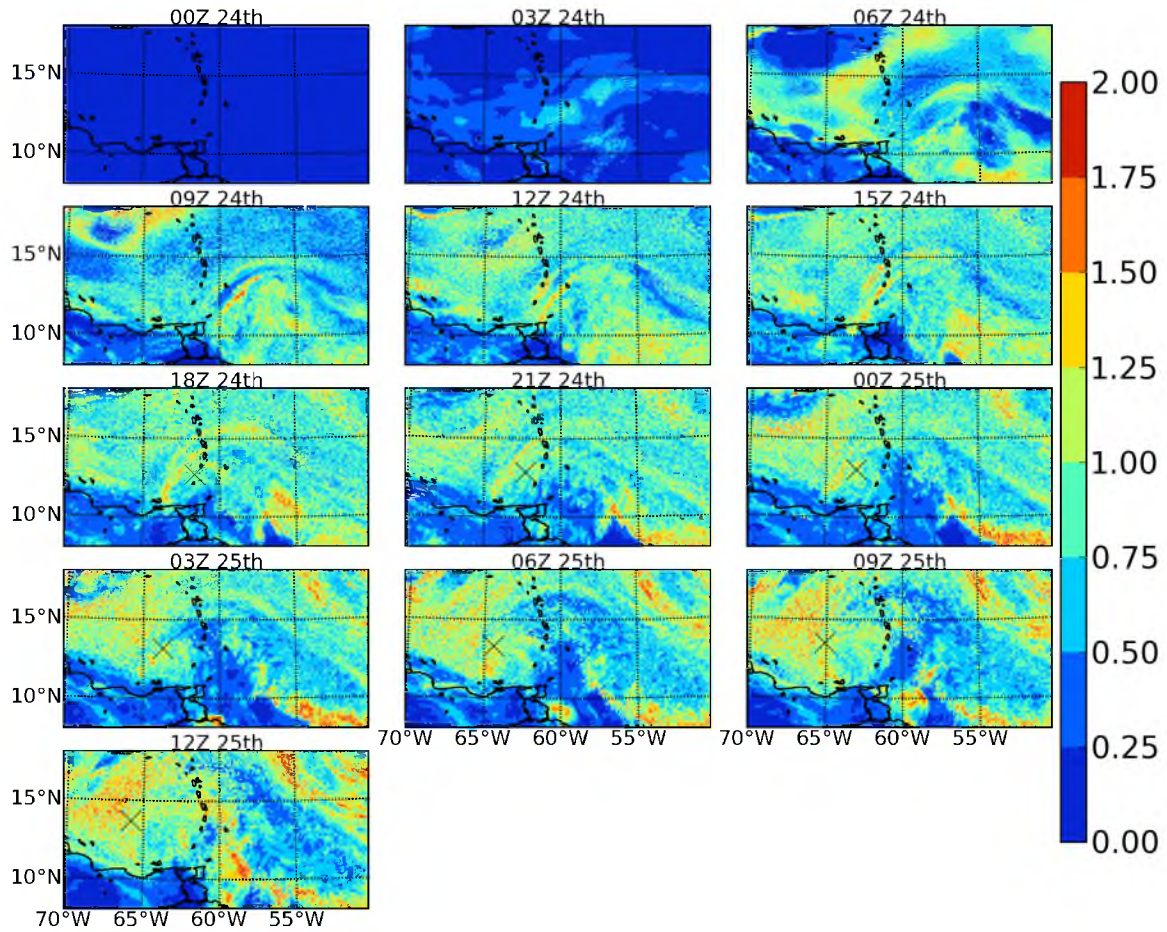 00Z 24th 03Z 24th 06Z 24th
15°N
10°N
2.00
1.75
1.50
1.25
1.00
0.75
0.50
0.25
0.00
09Z 24th 12Z 24th 15Z 24th
15°N
10°N
18Z 24th 21Z 24th 00Z 25th
15°N
10°N
03Z 25th 06Z 25th 09Z 25th
15°N
10°N
70°W 65°W 60°W 55°W 70°W 65°W 60°W 55°W
12Z 25th
15°N
10°N
70°W 65°W 60°W 55°W